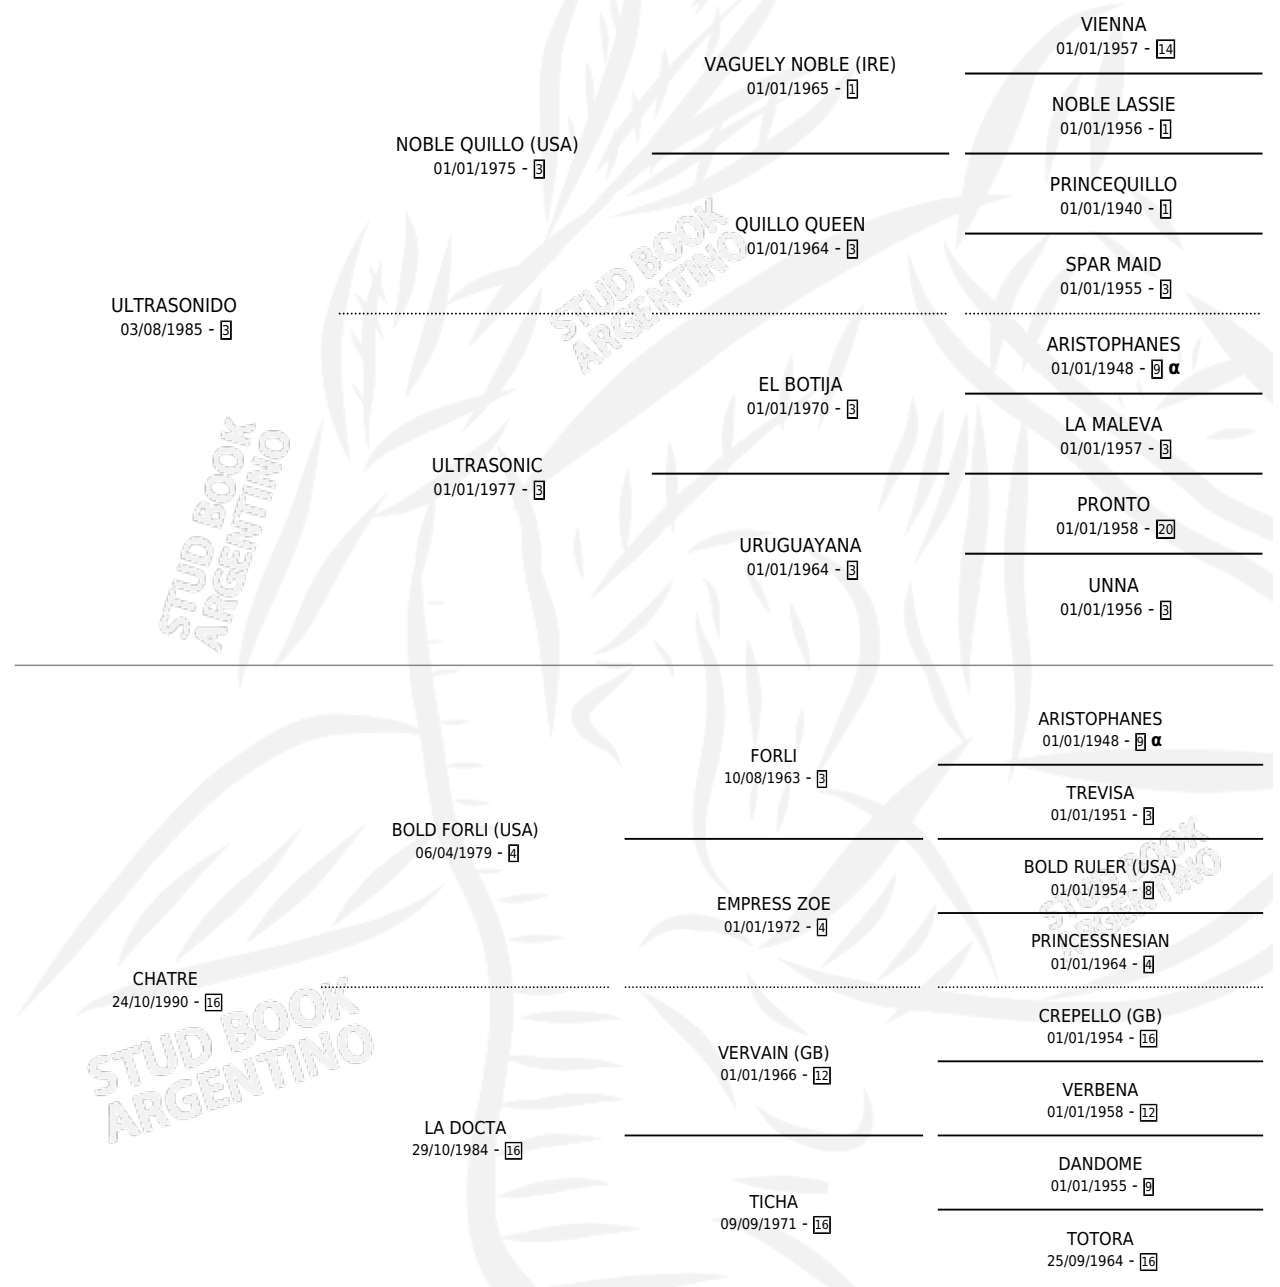 VIENNA
01/01/1957 - 14
VAGUELY NOBLE (IRE)
01/01/1965 - 1
NOBLE LASSIE
01/01/1956 - 1
NOBLE QUILLO (USA)
01/01/1975 - 3
PRINCEQUILLO
01/01/1940 - 1
QUILLO QUEEN
01/01/1964 - 3
SPAR MAID
01/01/1955 - 3
ULTRASONIDO
03/08/1985 - 3
ARISTOPHANES
01/01/1948 - 9 α
EL BOTIJA
01/01/1970 - 3
LA MALEVA
01/01/1957 - 3
ULTRASONIC
01/01/1977 - 3
PRONTO
01/01/1958 - 20
URUGUAYANA
01/01/1964 - 3
UNNA
01/01/1956 - 3
STUD BOOK
ARGENTINO
STUD BOOK
ARGENTINO
ARISTOPHANES
01/01/1948 - 9 α
FORLI
10/08/1963 - 3
TREVISA
01/01/1951 - 3
BOLD FORLI (USA)
06/04/1979 - 4
BOLD RULER (USA)
01/01/1954 - 8
EMPRESS ZOE
01/01/1972 - 4
PRINCESSNESIAN
01/01/1964 - 4
CHATRE
24/10/1990 - 16
CREPELLO (GB)
01/01/1954 - 16
VERVAIN (GB)
01/01/1966 - 12
VERBENA
01/01/1958 - 12
LA DOCTA
29/10/1984 - 16
DANDOME
01/01/1955 - 9
TICHA
09/09/1971 - 16
TOTORA
25/09/1964 - 16
STUD BOOK
ARGENTINO
STUD BOOK
ARGENTINO